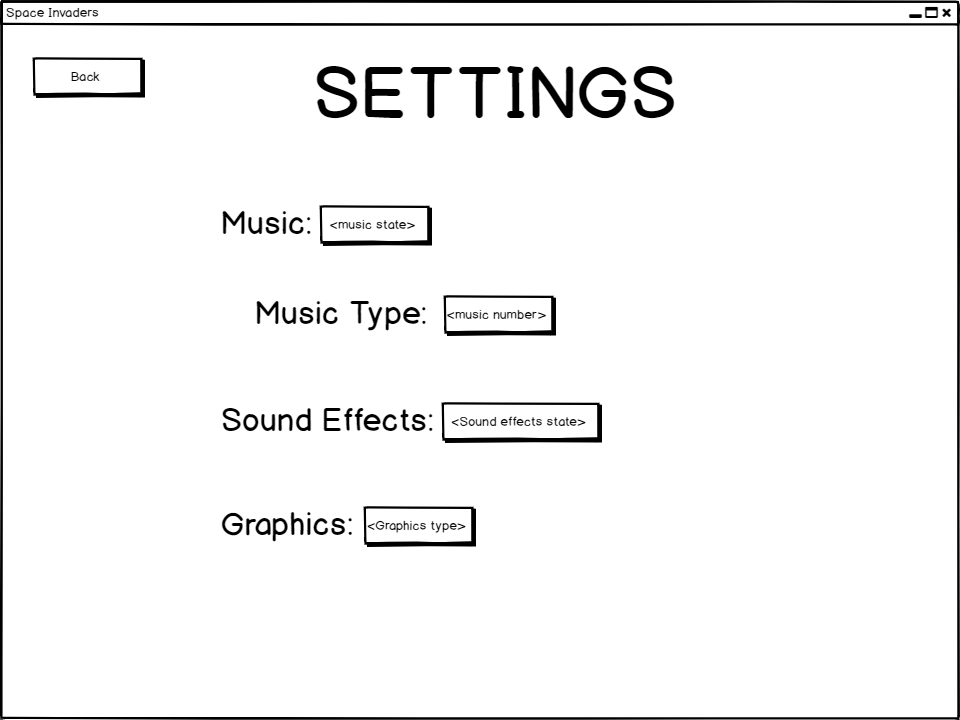 Space Invaders
Back
SETTINGS
Music: <music state>
Music Type: <music number>
Sound Effects: <Sound effects state>
Graphics: <Graphics type>